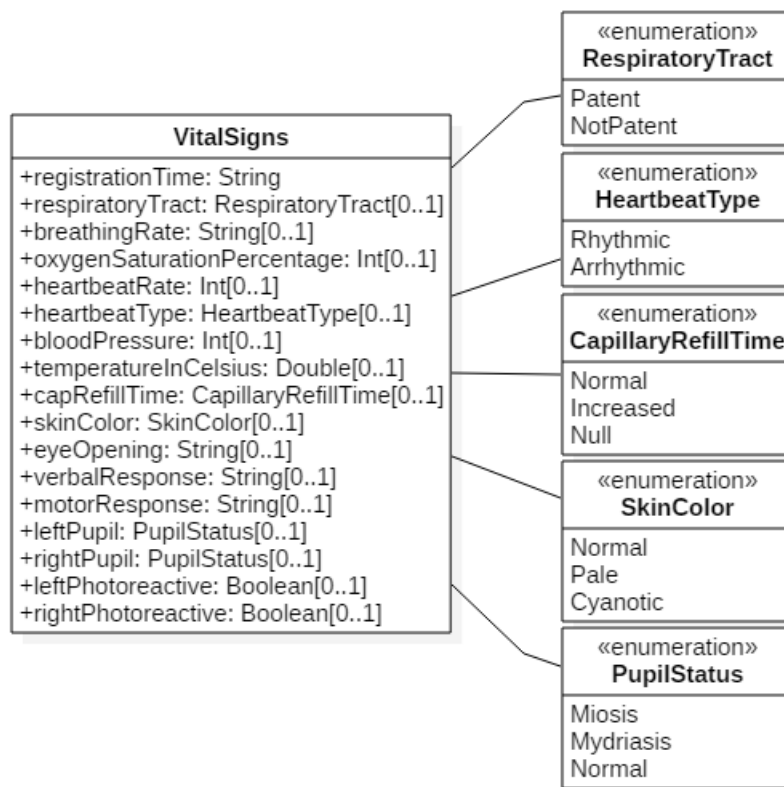 VitalSigns
+registrationTime: String
+respiratoryTract: RespiratoryTract[0..1]
+breathingRate: String[0..1]
+oxygenSaturationPercentage: Int[0..1]
+heartbeatRate: Int[0..1]
+heartbeatType: HeartbeatType[0..1]
+bloodPressure: Int[0..1]
+temperatureInCelsius: Double[0..1]
+capRefillTime: CapillaryRefillTime[0..1]
+skinColor: SkinColor[0..1]
+eyeOpening: String[0..1]
+verbalResponse: String[0..1]
+motorResponse: String[0..1]
+leftPupil: PupilStatus[0..1]
+rightPupil: PupilStatus[0..1]
+leftPhotoreactive: Boolean[0..1]
+rightPhotoreactive: Boolean[0..1]
«enumeration»
RespiratoryTract
Patent
NotPatent
«enumeration»
HeartbeatType
Rhythmic
Arrhythmic
«enumeration»
CapillaryRefillTime
Normal
Increased
Null
«enumeration»
SkinColor
Normal
Pale
Cyanotic
«enumeration»
PupilStatus
Miosis
Mydriasis
Normal